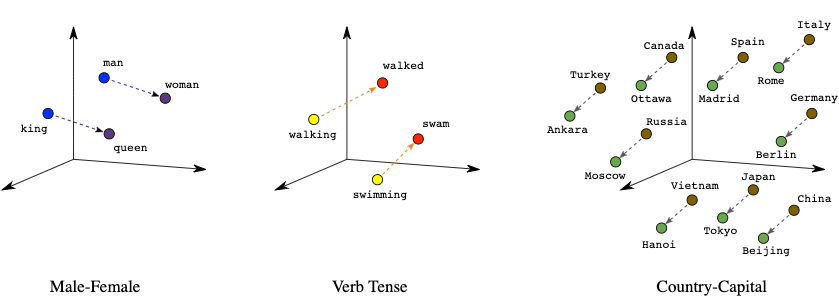 man
woman
king
queen
Male-Female
walked
walking
swam
swimming
Verb Tense
Italy
Canada
Spain
Rome
Turkey
Ottawa
Madrid
Germany
Ankara
Russia
Berlin
Moscow
Japan
Vietnam
China
Tokyo
Hanoi
Beijing
Country-Capital